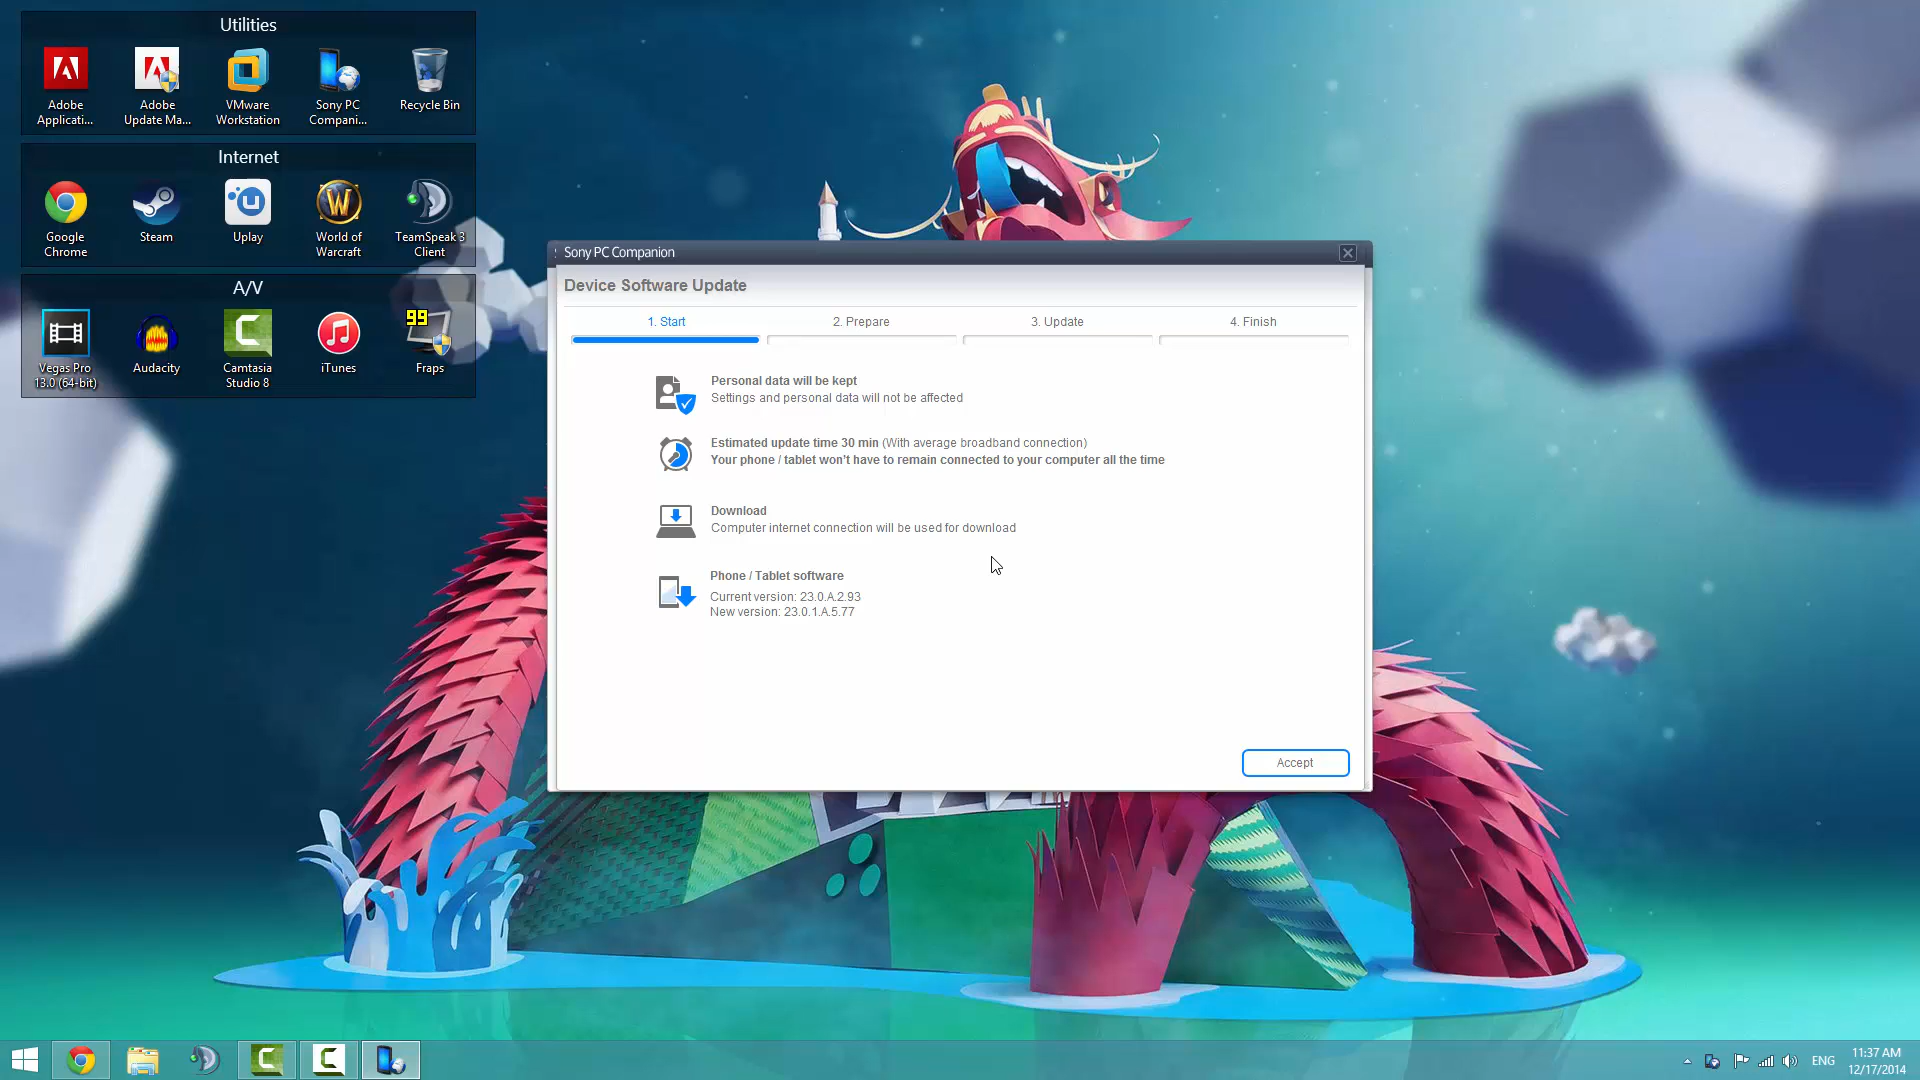 Utilities
Adobe Applicati...
Adobe Update Ma...
VMware Workstation
Sony PC Compani...
Recycle Bin
Internet
Google Chrome
Steam
Uplay
World of Warcraft
TeamSpeak 3 Client
A/V
Vegas Pro 13.0 (64-bit)
Audacity
Camtasia Studio 8
iTunes
99
Fraps
Sony PC Companion
Device Software Update
1. Start
2. Prepare
3. Update
4. Finish
Personal data will be kept
Settings and personal data will not be affected
Estimated update time 30 min (With average broadband connection)
Your phone / tablet won't have to remain connected to your computer all the time
Download
Computer internet connection will be used for download
Phone / Tablet software
Current version: 23.0.A.2.93
New version: 23.0.1.A.5.77
Accept
ENG
11:37 AM
12/17/2014